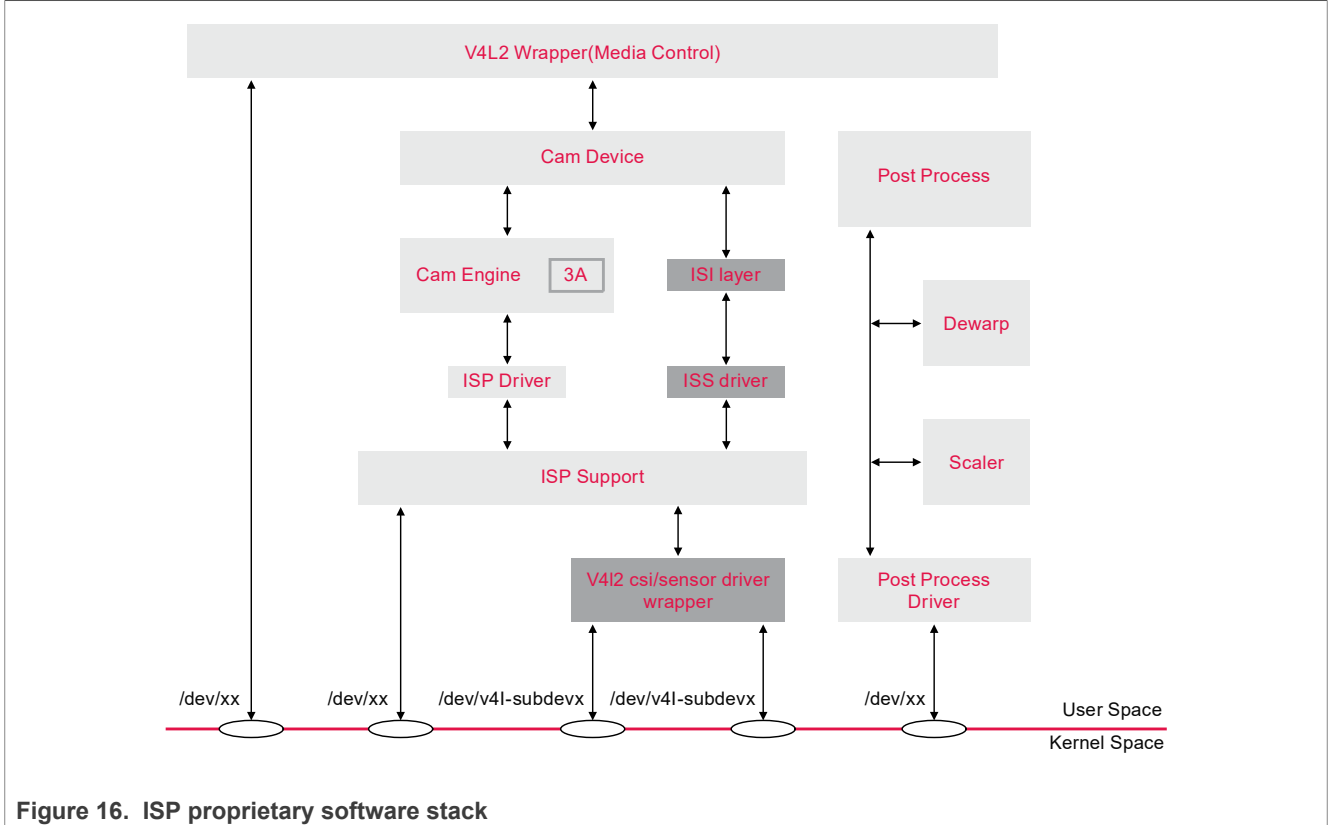 V4L2 Wrapper(Media Control)
Cam Device
Post Process
Cam Engine
3A
ISI layer
Dewarp
ISP Driver
ISS driver
Scaler
ISP Support
V4l2 csi/sensor driver
wrapper
Post Process
Driver
/dev/xx
/dev/xx
/dev/v4l-subdevx
/dev/v4l-subdevx
/dev/xx
User Space
Kernel Space
Figure 16. ISP proprietary software stack